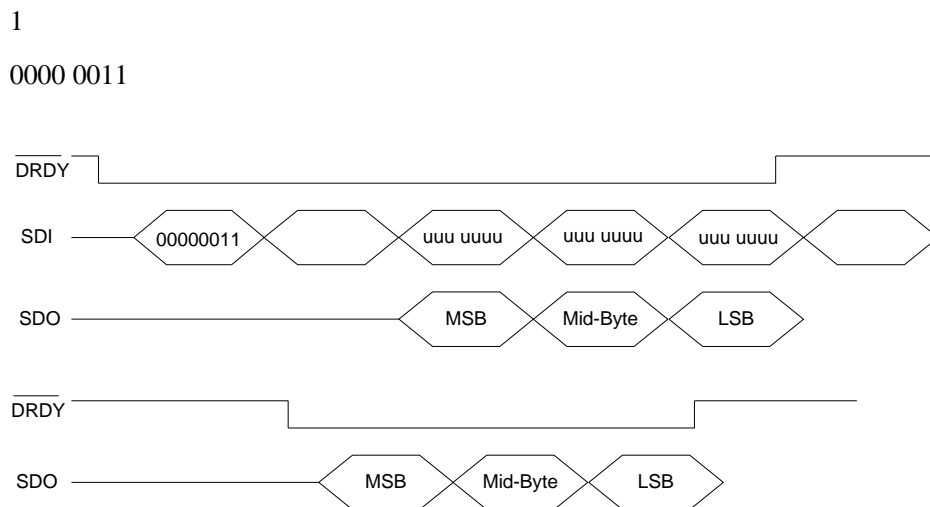 1
0000 0011
DRDY
SDI 00000011 uuu uuuu uuu uuuu uuu uuuu
SDO MSB Mid-Byte LSB
DRDY
SDO MSB Mid-Byte LSB